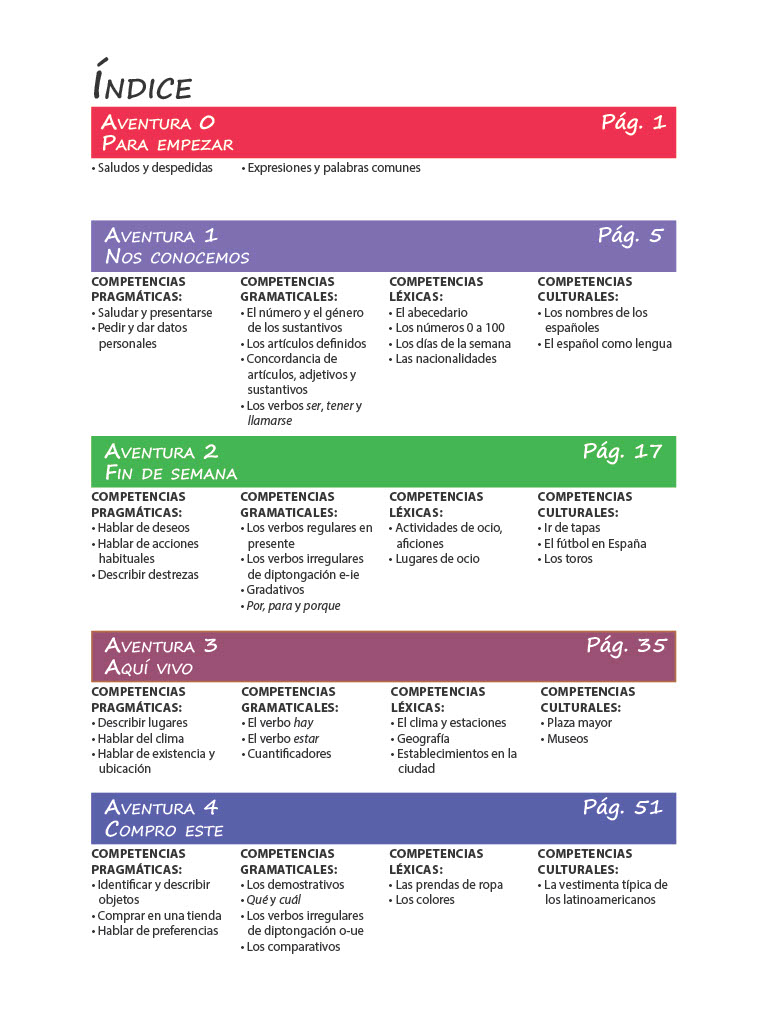 ÍNDICE
AVENTURA 0 Pág. 1
PARA EMPEZAR
• Saludos y despedidas • Expresiones y palabras comunes
AVENTURA 1 Pág. 5
NOS CONOCEMOS
COMPETENCIAS
PRAGMÁTICAS:
• Saludar y presentarse
• Pedir y dar datos
personales
COMPETENCIAS
GRAMATICALES:
• El número y el género
de los sustantivos
• Los artículos definidos
• Concordancia de
artículos, adjetivos y
sustantivos
• Los verbos ser, tener y
llamarse
COMPETENCIAS
LÉXICAS:
• El abecedario
• Los números 0 a 100
• Los días de la semana
• Las nacionalidades
COMPETENCIAS
CULTURALES:
• Los nombres de los
españoles
• El español como lengua
AVENTURA 2 Pág. 17
FIN DE SEMANA
COMPETENCIAS
PRAGMÁTICAS:
• Hablar de deseos
• Hablar de acciones
habituales
• Describir destrezas
COMPETENCIAS
GRAMATICALES:
• Los verbos regulares en
presente
• Los verbos irregulares
de diptongación e-ie
• Gradativos
• Por, para y porque
COMPETENCIAS
LÉXICAS:
• Actividades de ocio,
aficiones
• Lugares de ocio
COMPETENCIAS
CULTURALES:
• Ir de tapas
• El fútbol en España
• Los toros
AVENTURA 3 Pág. 35
AQUÍ VIVO
COMPETENCIAS
PRAGMÁTICAS:
• Describir lugares
• Hablar del clima
• Hablar de existencia y
ubicación
COMPETENCIAS
GRAMATICALES:
• El verbo hay
• El verbo estar
• Cuantificadores
COMPETENCIAS
LÉXICAS:
• El clima y estaciones
• Geografía
• Establecimientos en la
ciudad
COMPETENCIAS
CULTURALES:
• Plaza mayor
• Museos
AVENTURA 4 Pág. 51
COMPRO ESTE
COMPETENCIAS
PRAGMÁTICAS:
• Identificar y describir
objetos
• Comprar en una tienda
• Hablar de preferencias
COMPETENCIAS
GRAMATICALES:
• Los demostrativos
• Qué y cuál
• Los verbos irregulares
de diptongación o-ue
• Los comparativos
COMPETENCIAS
LÉXICAS:
• Las prendas de ropa
• Los colores
COMPETENCIAS
CULTURALES:
• La vestimenta típica de
los latinoamericanos